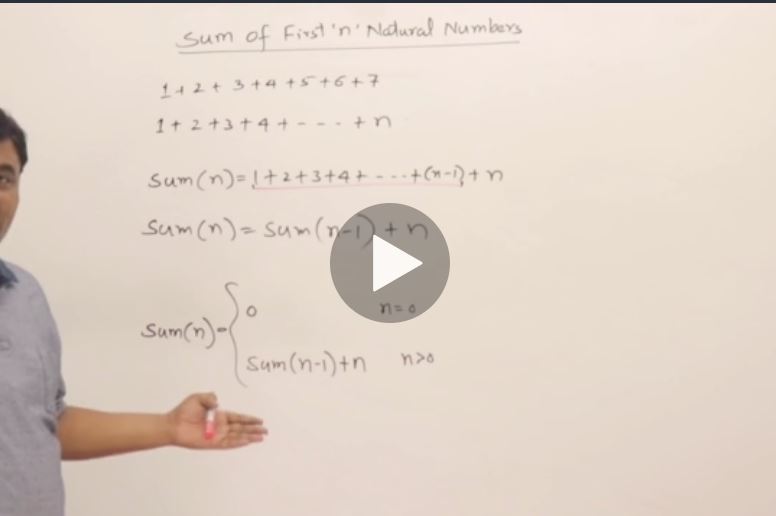 Sum of First 'n' Natural Numbers
1+2+3+4+5+6+7
1+2+3+4+---+n
Sum(n)=1+2+3+4+----+(n-1)+n
Sum(n)=Sum(n-1)+n
0 n=0
Sum(n)=
Sum(n-1)+n n>0